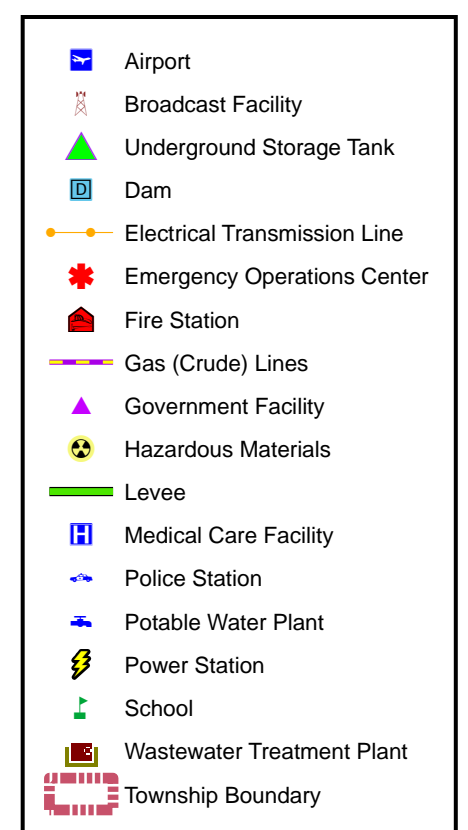 Airport
Broadcast Facility
Underground Storage Tank
D Dam
Electrical Transmission Line
Emergency Operations Center
Fire Station
Gas (Crude) Lines
Government Facility
Hazardous Materials
Levee
H Medical Care Facility
Police Station
Potable Water Plant
Power Station
School
Wastewater Treatment Plant
Township Boundary